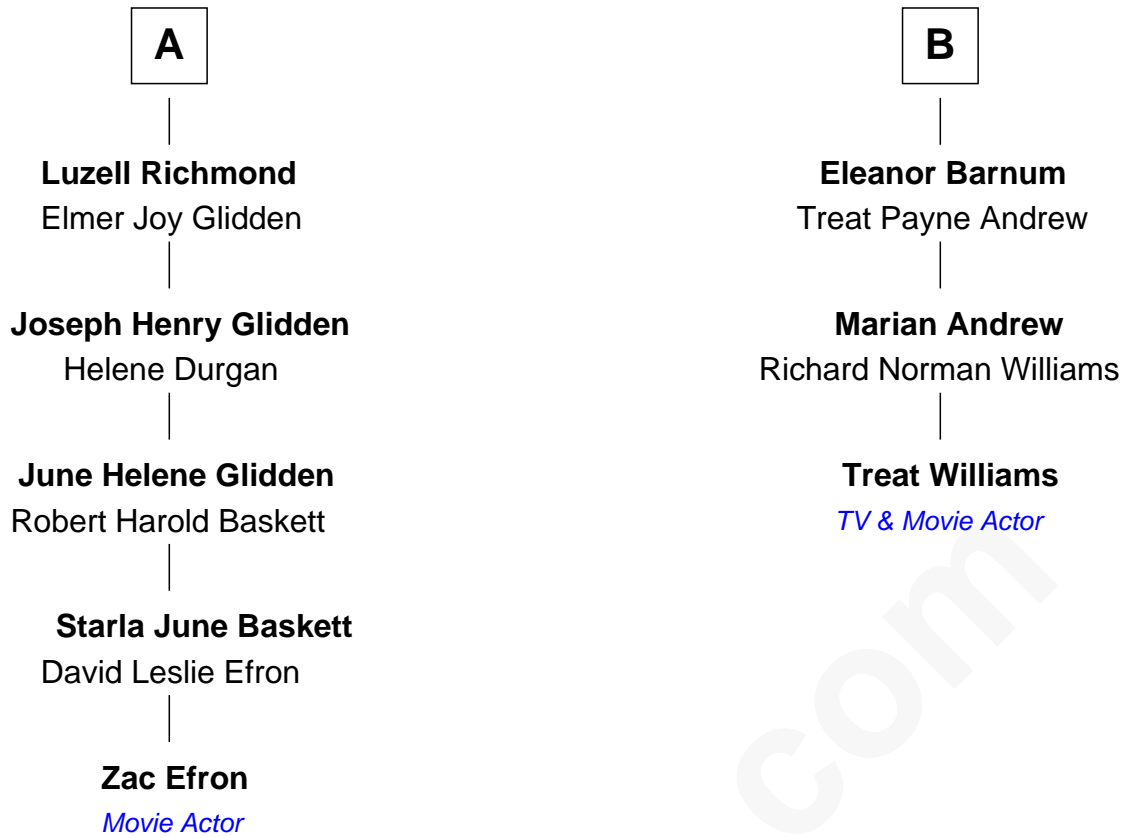 A
Luzell Richmond
Elmer Joy Glidden
Joseph Henry Glidden
Helene Durgan
June Helene Glidden
Robert Harold Baskett
Starla June Baskett
David Leslie Efron
Zac Efron
Movie Actor
B
Eleanor Barnum
Treat Payne Andrew
Marian Andrew
Richard Norman Williams
Treat Williams
TV & Movie Actor
com